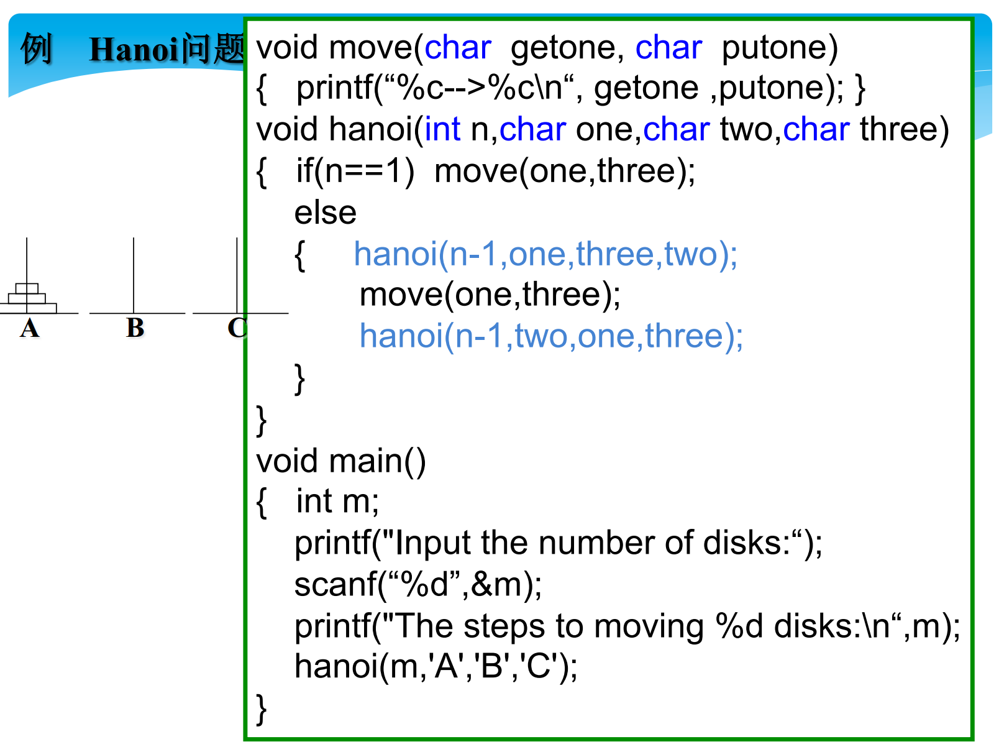 例 Hanoi问题
void move(char getone, char putone)
{ printf(“%c-->%c\n“, getone ,putone); }
void hanoi(int n,char one,char two,char three)
{ if(n==1) move(one,three);
else
{ hanoi(n-1,one,three,two);
move(one,three);
hanoi(n-1,two,one,three);
}
}
void main()
{ int m;
printf("Input the number of disks:“);
scanf(“%d”,&m);
printf("The steps to moving %d disks:\n“,m);
hanoi(m,'A','B','C');
}
A B C